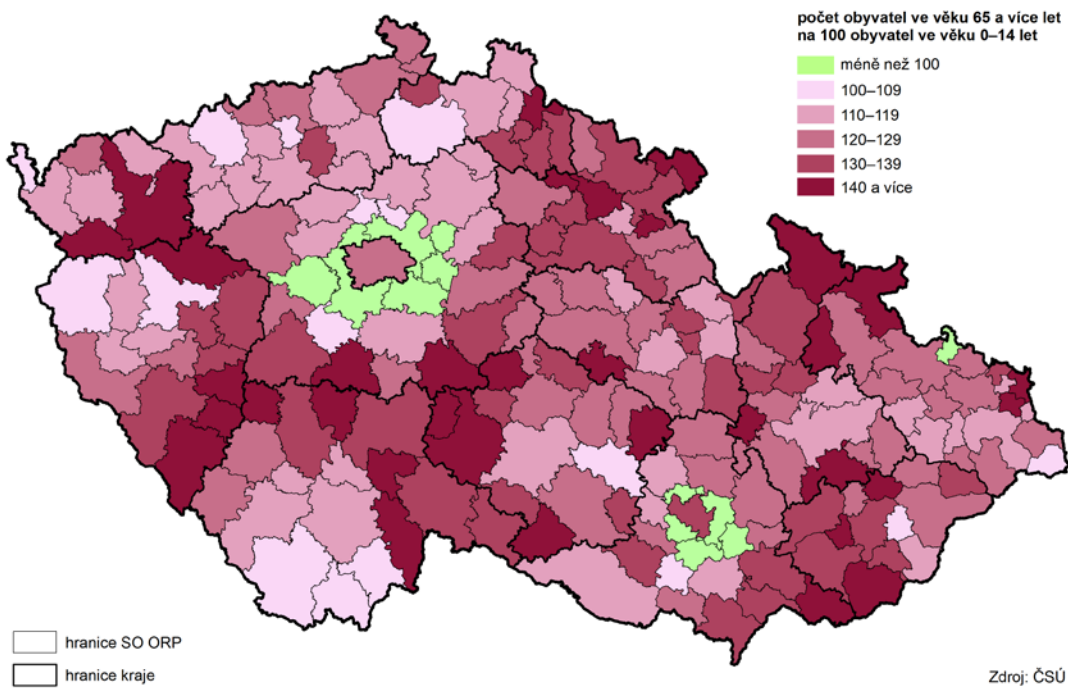 počet obyvatel ve věku 65 a více let
na 100 obyvatel ve věku 0–14 let
méně než 100
100–109
110–119
120–129
130–139
140 a více
hranice SO ORP
hranice kraje
Zdroj: ČSÚ